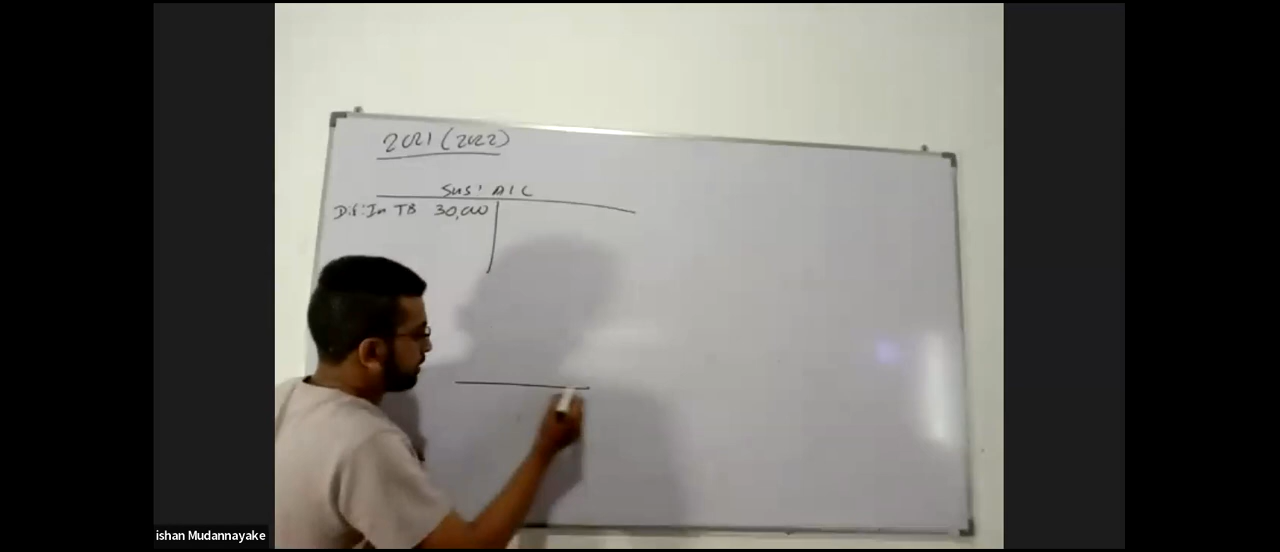 2021 (2022)
Sus' A/C
Dif: In TB 30,000
ishan Mudannayake